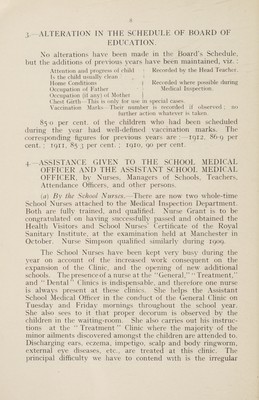 6
3.—ALTERATION IN THE SCHEDULE OF BOARD OF
EDUCATION.
No alterations have been made in the Board's Schedule,
but the additions of previous years have been maintained, viz. :
Attention and progress of child } Recorded by the Head Teacher.
Is the child usually clean
Home Conditions
Occupation of Father } Recorded where possible during
Occupation (if any) of Mother } Medical Inspection.
Chest Girth—This is only for use in special cases.
Vaccination Marks—Their number is recorded if observed; no
further action whatever is taken.
85·0 per cent. of the children who had been scheduled
during the year had well-defined vaccination marks. The
corresponding figures for previous years are :—1912, 86·9 per
cent. ; 1911, 85·3 per cent. ; 1910, 90 per cent.
4.—ASSISTANCE GIVEN TO THE SCHOOL MEDICAL
OFFICER AND THE ASSISTANT SCHOOL MEDICAL
OFFICER, by Nurses, Managers of Schools, Teachers,
Attendance Officers, and other persons.
(a) By the School Nurses.—There are now two whole-time
School Nurses attached to the Medical Inspection Department.
Both are fully trained, and qualified. Nurse Grant is to be
congratulated on having successfully passed and obtained the
Health Visitors and School Nurses' Certificate of the Royal
Sanitary Institute, at the examination held at Manchester in
October. Nurse Simpson qualified similarly during 1909.
The School Nurses have been kept very busy during the
year on account of the increased work consequent on the
expansion of the Clinic, and the opening of new additional
schools. The presence of a nurse at the "General," "Treatment,"
and "Dental" Clinics is indispensable, and therefore one nurse
is always present at these clinics. She helps the Assistant
School Medical Officer in the conduct of the General Clinic on
Tuesday and Friday mornings throughout the school year.
She also sees to it that proper decorum is observed by the
children in the waiting-room. She also carries out his instruc-
tions at the "Treatment" Clinic where the majority of the
minor ailments discovered amongst the children are attended to.
Discharging ears, eczema, impetigo, scalp and body ringworm,
external eye diseases, etc., are treated at this clinic. The
principal difficulty we have to contend with is the irregular